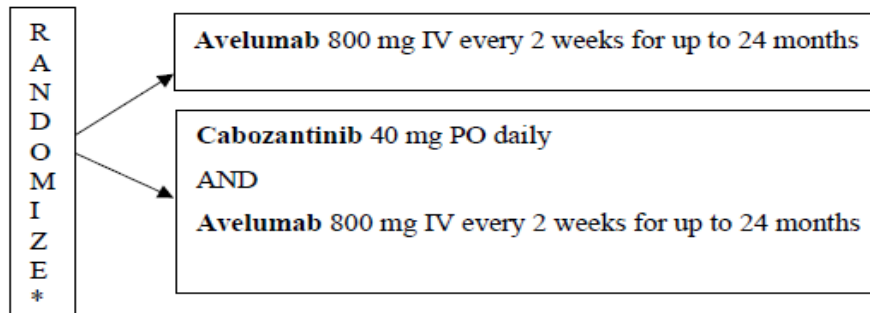 R
A
N
D
O
M
I
Z
E
*
Avelumab 800 mg IV every 2 weeks for up to 24 months
Cabozantinib 40 mg PO daily
AND
Avelumab 800 mg IV every 2 weeks for up to 24 months